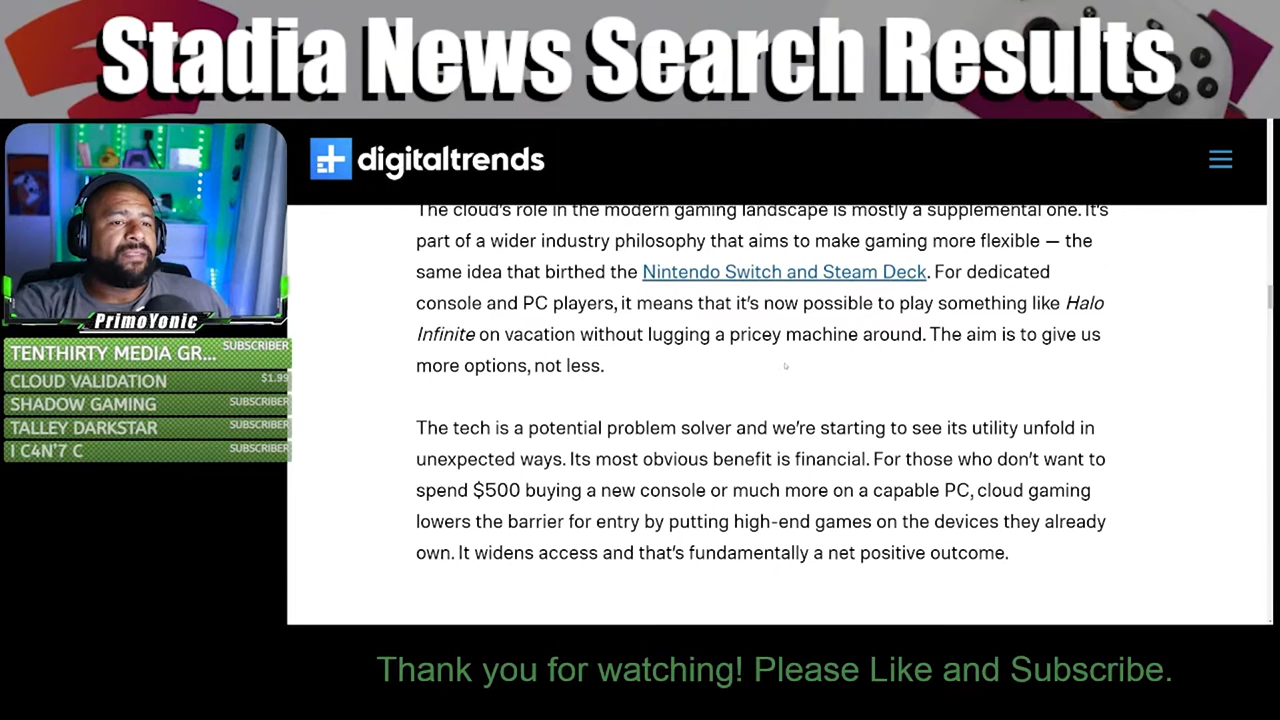 Stadia News Search Results
digitaltrends
The cloud's role in the modern gaming landscape is mostly a supplemental one. It's
part of a wider industry philosophy that aims to make gaming more flexible — the
same idea that birthed the Nintendo Switch and Steam Deck. For dedicated
console and PC players, it means that it's now possible to play something like Halo
Infinite on vacation without lugging a pricey machine around. The aim is to give us
more options, not less.
The tech is a potential problem solver and we're starting to see its utility unfold in
unexpected ways. Its most obvious benefit is financial. For those who don't want to
spend $500 buying a new console or much more on a capable PC, cloud gaming
lowers the barrier for entry by putting high-end games on the devices they already
own. It widens access and that's fundamentally a net positive outcome.
PrimoYonic
TENTHIRTY MEDIA GR... SUBSCRIBER
CLOUD VALIDATION $1.99
SHADOW GAMING SUBSCRIBER
TALLEY DARKSTAR SUBSCRIBER
I C4N'7 C SUBSCRIBER
Thank you for watching! Please Like and Subscribe.